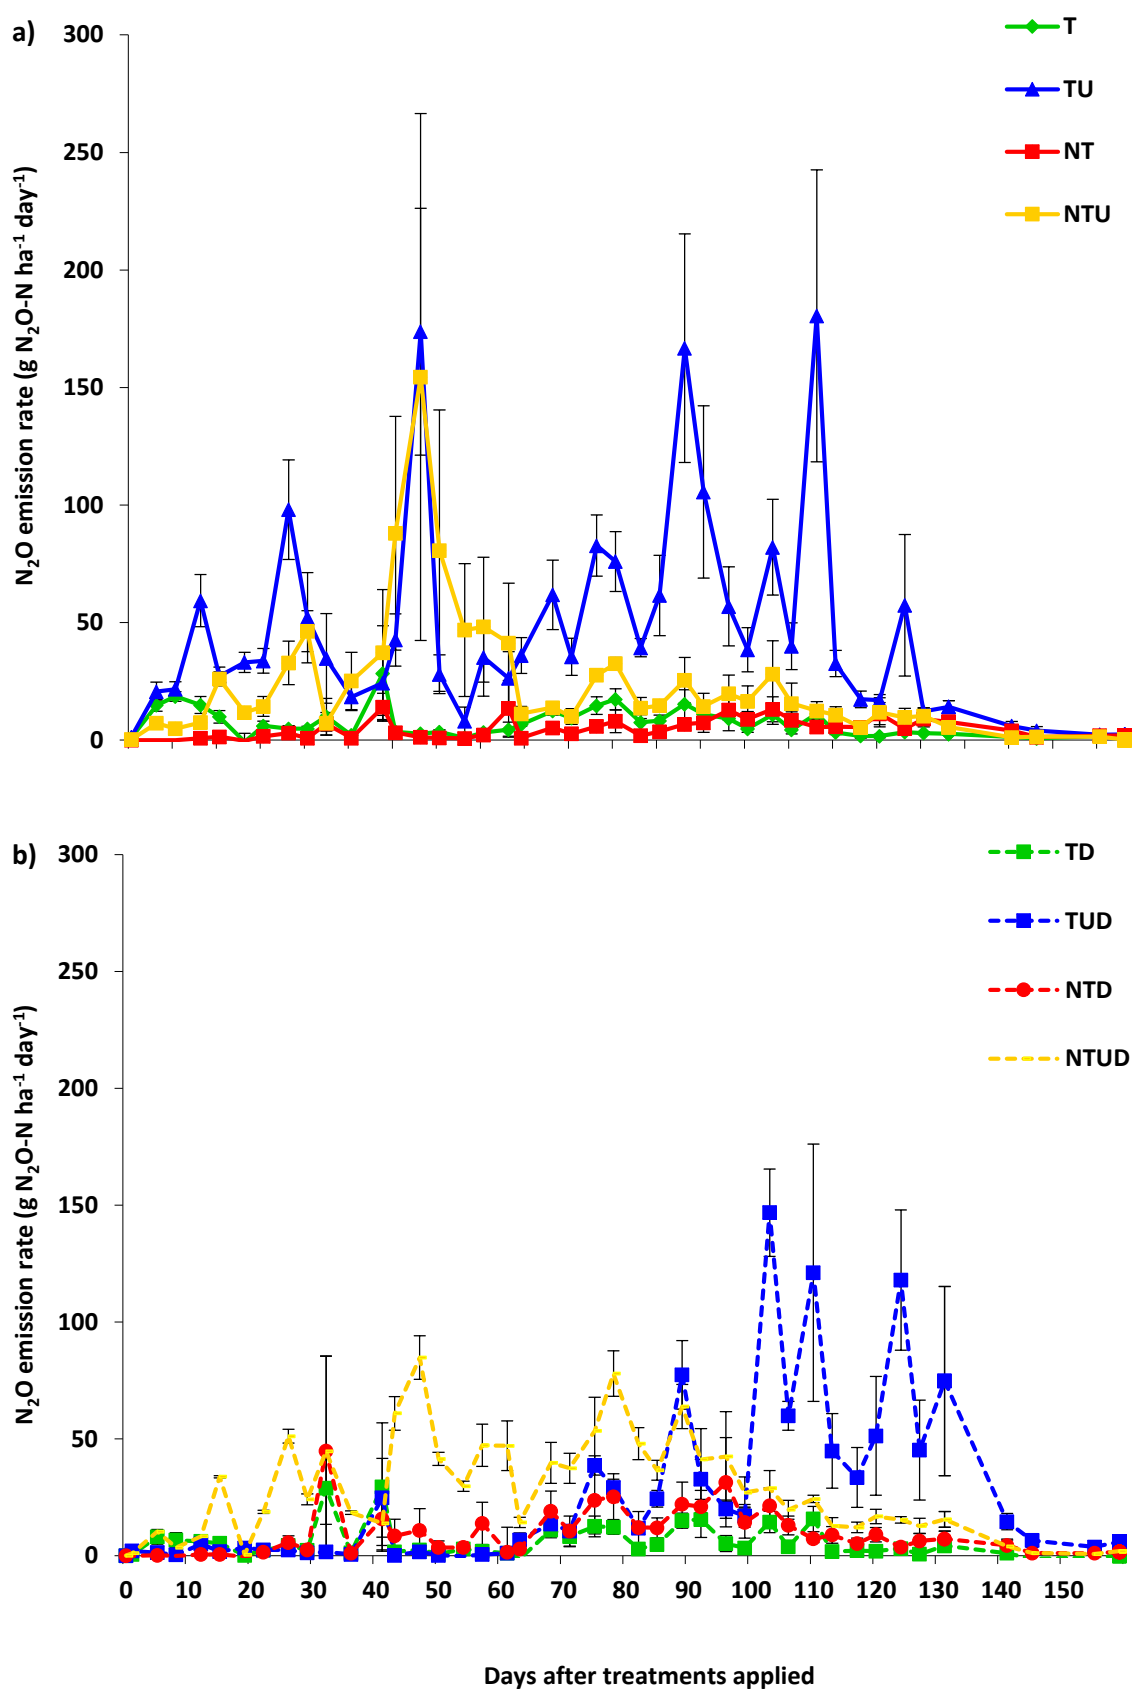 a)
N₂O emission rate (g N₂O-N ha⁻¹ day⁻¹)
300
250
200
150
100
50
0
T
TU
NT
NTU
b)
N₂O emission rate (g N₂O-N ha⁻¹ day⁻¹)
300
250
200
150
100
50
0
TD
TUD
NTD
NTUD
0 10 20 30 40 50 60 70 80 90 100 110 120 130 140 150
Days after treatments applied